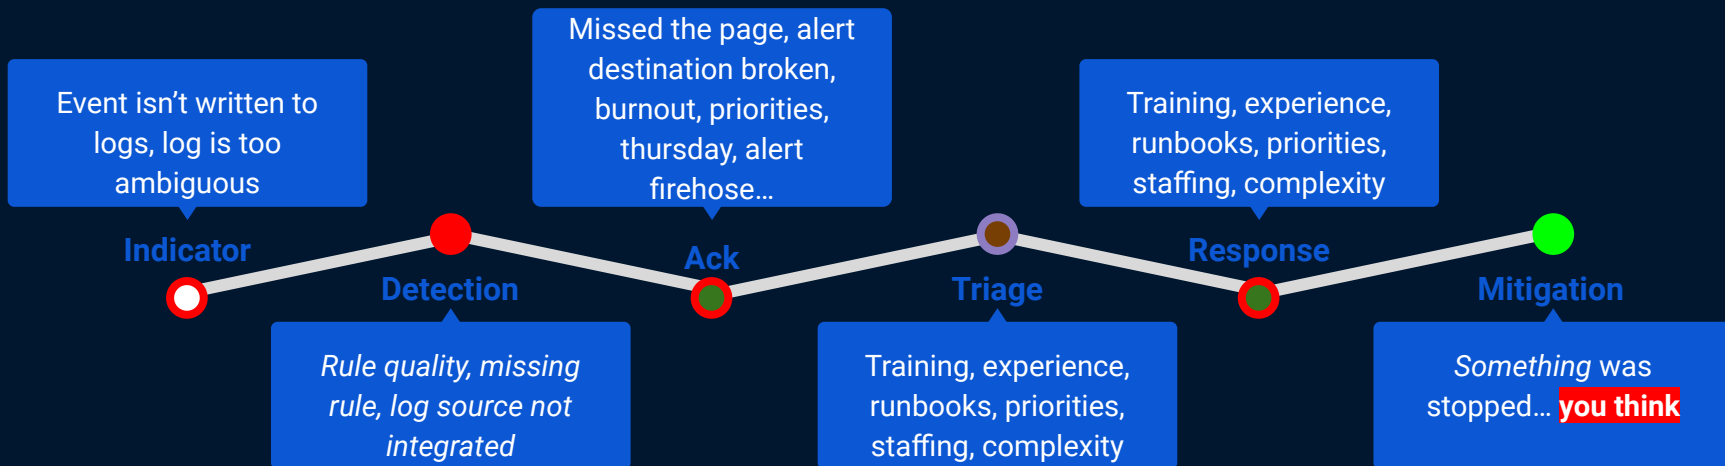 Event isn’t written to
logs, log is too
ambiguous
Indicator
Detection
Rule quality, missing
rule, log source not
integrated
Missed the page, alert
destination broken,
burnout, priorities,
thursday, alert
firehose…
Ack
Triage
Training, experience,
runbooks, priorities,
staffing, complexity
Training, experience,
runbooks, priorities,
staffing, complexity
Response
Mitigation
Something was
stopped… you think